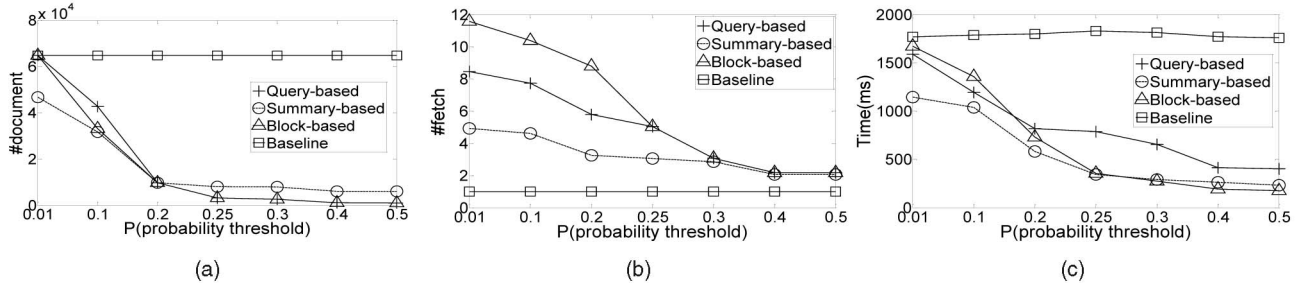 8 × 10⁴
6
4
2
0
#document
Query-based
Summary-based
Block-based
Baseline
0.01 0.1 0.2 0.25 0.3 0.4 0.5
P(probability threshold)
(a)
12
10
8
6
4
2
0
#fetch
Query-based
Summary-based
Block-based
Baseline
0.01 0.1 0.2 0.25 0.3 0.4 0.5
P(probability threshold)
(b)
2000
1500
1000
500
0
Time(ms)
Query-based
Summary-based
Block-based
Baseline
0.01 0.1 0.2 0.25 0.3 0.4 0.5
P(probability threshold)
(c)